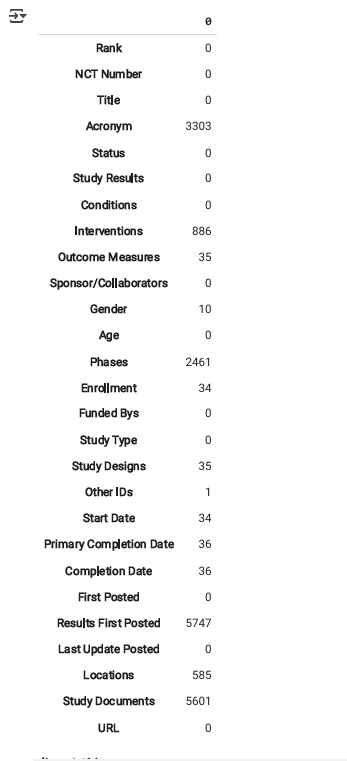 0
Rank 0
NCT Number 0
Title 0
Acronym 3303
Status 0
Study Results 0
Conditions 0
Interventions 886
Outcome Measures 35
Sponsor/Collaborators 0
Gender 10
Age 0
Phases 2461
Enrollment 34
Funded Bys 0
Study Type 0
Study Designs 35
Other IDs 1
Start Date 34
Primary Completion Date 36
Completion Date 36
First Posted 0
Results First Posted 5747
Last Update Posted 0
Locations 585
Study Documents 5601
URL 0